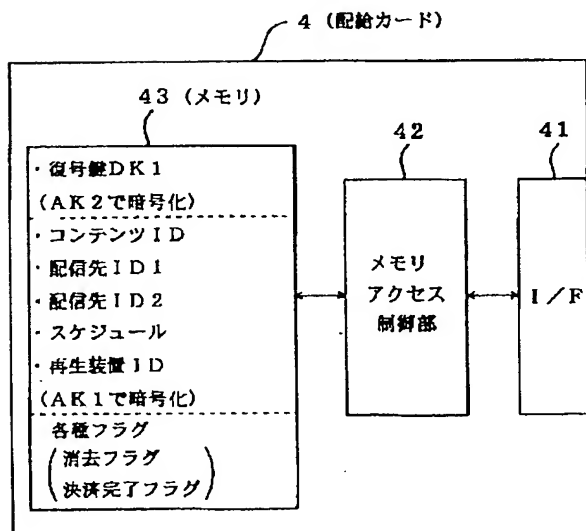 4（配給カード）
43（メモリ）
42
41
・復号鍵DK1
（AK2で暗号化）
・コンテンツID
・配信先ID1
・配信先ID2
・スケジュール
・再生装置ID
（AK1で暗号化）
各種フラグ
（消去フラグ
決済完了フラグ）
メモリ
アクセス
制御部
I／F